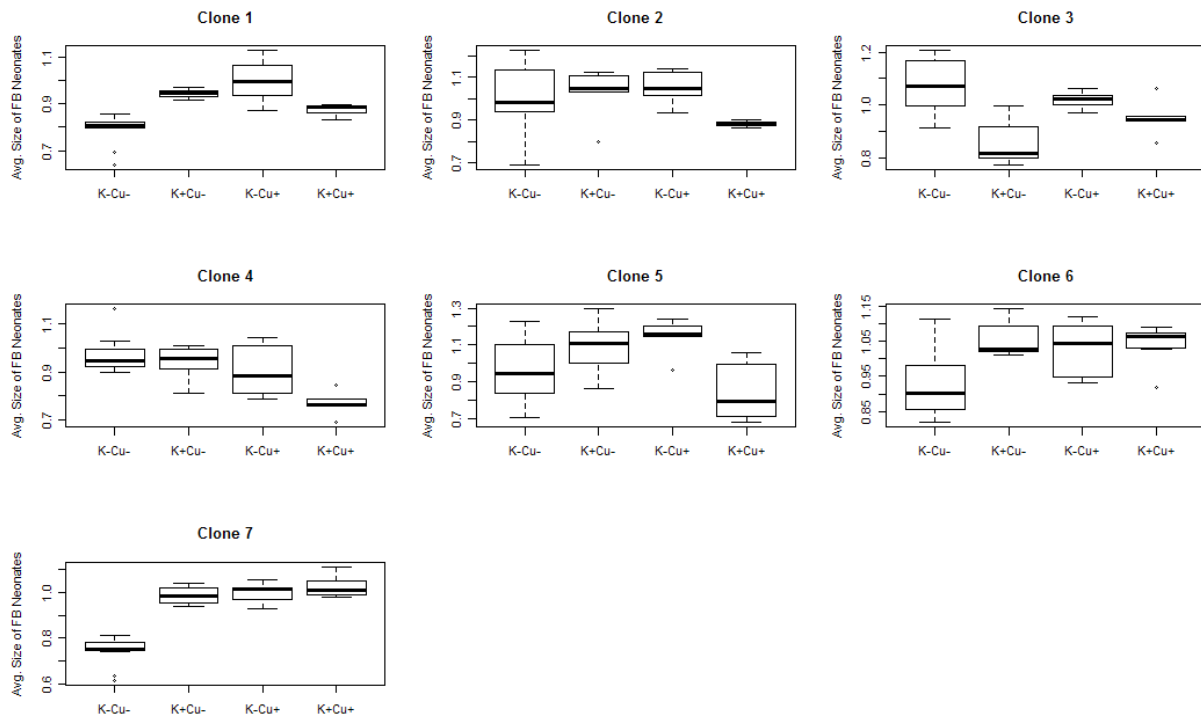 Clone 1
Avg. Size of FB Neonates
1.1
0.9
0.7
K-Cu- K+Cu- K-Cu+ K+Cu+
Clone 2
Avg. Size of FB Neonates
1.1
0.9
0.7
K-Cu- K+Cu- K-Cu+ K+Cu+
Clone 3
Avg. Size of FB Neonates
1.2
1.0
0.8
K-Cu- K+Cu- K-Cu+ K+Cu+
Clone 4
Avg. Size of FB Neonates
1.1
0.9
0.7
K-Cu- K+Cu- K-Cu+ K+Cu+
Clone 5
Avg. Size of FB Neonates
1.3
1.1
0.9
0.7
K-Cu- K+Cu- K-Cu+ K+Cu+
Clone 6
Avg. Size of FB Neonates
1.15
1.05
0.95
0.85
K-Cu- K+Cu- K-Cu+ K+Cu+
Clone 7
Avg. Size of FB Neonates
1.0
0.8
0.6
K-Cu- K+Cu- K-Cu+ K+Cu+